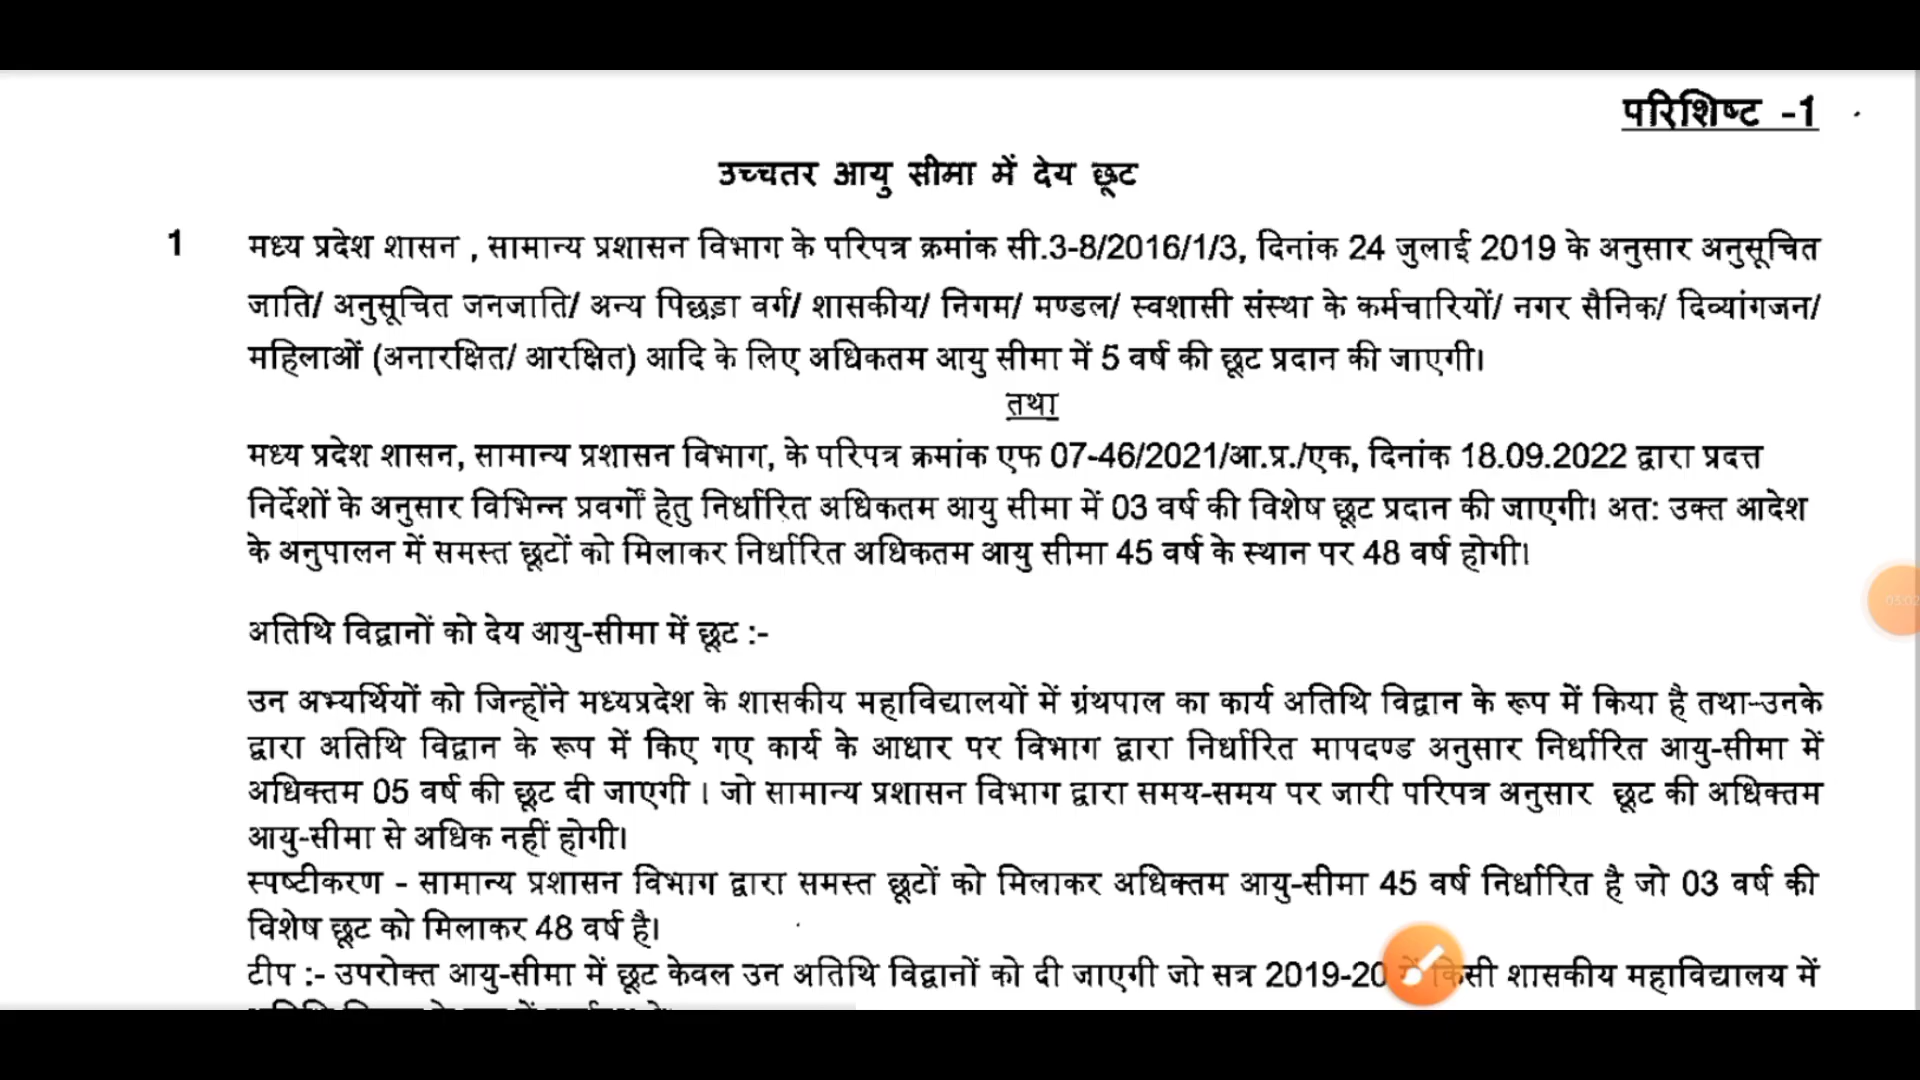 परिशिष्ट -1
उच्चतर आयु सीमा में देय छूट
1 मध्य प्रदेश शासन , सामान्य प्रशासन विभाग के परिपत्र क्रमांक सी.3-8/2016/1/3, दिनांक 24 जुलाई 2019 के अनुसार अनुसूचित
जाति/ अनुसूचित जनजाति/ अन्य पिछड़ा वर्ग/ शासकीय/ निगम/ मण्डल/ स्वशासी संस्था के कर्मचारियों/ नगर सैनिक/ दिव्यांगजन/
महिलाओं (अनारक्षित/ आरक्षित) आदि के लिए अधिकतम आयु सीमा में 5 वर्ष की छूट प्रदान की जाएगी।
तथा
मध्य प्रदेश शासन, सामान्य प्रशासन विभाग, के परिपत्र क्रमांक एफ 07-46/2021/आ.प्र./एक, दिनांक 18.09.2022 द्वारा प्रदत्त
निर्देशों के अनुसार विभिन्न प्रवर्गों हेतु निर्धारित अधिकतम आयु सीमा में 03 वर्ष की विशेष छूट प्रदान की जाएगी। अत: उक्त आदेश
के अनुपालन में समस्त छूटों को मिलाकर निर्धारित अधिकतम आयु सीमा 45 वर्ष के स्थान पर 48 वर्ष होगी।
अतिथि विद्वानों को देय आयु-सीमा में छूट :-
उन अभ्यर्थियों को जिन्होंने मध्यप्रदेश के शासकीय महाविद्यालयों में ग्रंथपाल का कार्य अतिथि विद्वान के रूप में किया है तथा-उनके
द्वारा अतिथि विद्वान के रूप में किए गए कार्य के आधार पर विभाग द्वारा निर्धारित मापदण्ड अनुसार निर्धारित आयु-सीमा में
अधिक्तम 05 वर्ष की छूट दी जाएगी । जो सामान्य प्रशासन विभाग द्वारा समय-समय पर जारी परिपत्र अनुसार छूट की अधिक्तम
आयु-सीमा से अधिक नहीं होगी।
स्पष्टीकरण - सामान्य प्रशासन विभाग द्वारा समस्त छूटों को मिलाकर अधिक्तम आयु-सीमा 45 वर्ष निर्धारित है जो 03 वर्ष की
विशेष छूट को मिलाकर 48 वर्ष है।
टीप :- उपरोक्त आयु-सीमा में छूट केवल उन अतिथि विद्वानों को दी जाएगी जो सत्र 2019-20 में किसी शासकीय महाविद्यालय में